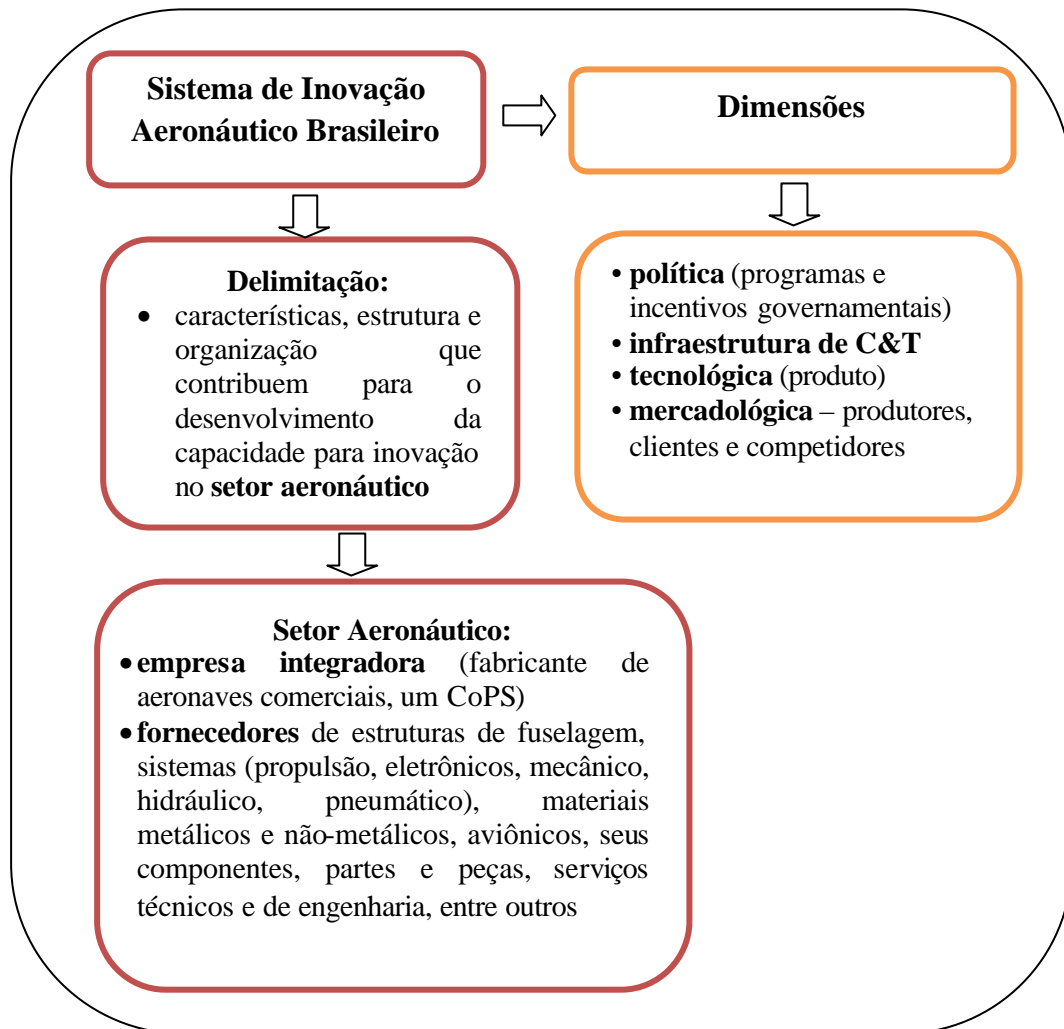 Sistema de Inovação
Aeronáutico Brasileiro
Dimensões
Delimitação:
• características, estrutura e
organização que
contribuem para o
desenvolvimento da
capacidade para inovação
no setor aeronáutico
• política (programas e
incentivos governamentais)
• infraestrutura de C&T
• tecnológica (produto)
• mercadológica – produtores,
clientes e competidores
Setor Aeronáutico:
• empresa integradora (fabricante de
aeronaves comerciais, um CoPS)
• fornecedores de estruturas de fuselagem,
sistemas (propulsão, eletrônicos, mecânico,
hidráulico, pneumático), materiais
metálicos e não-metálicos, aviônicos, seus
componentes, partes e peças, serviços
técnicos e de engenharia, entre outros